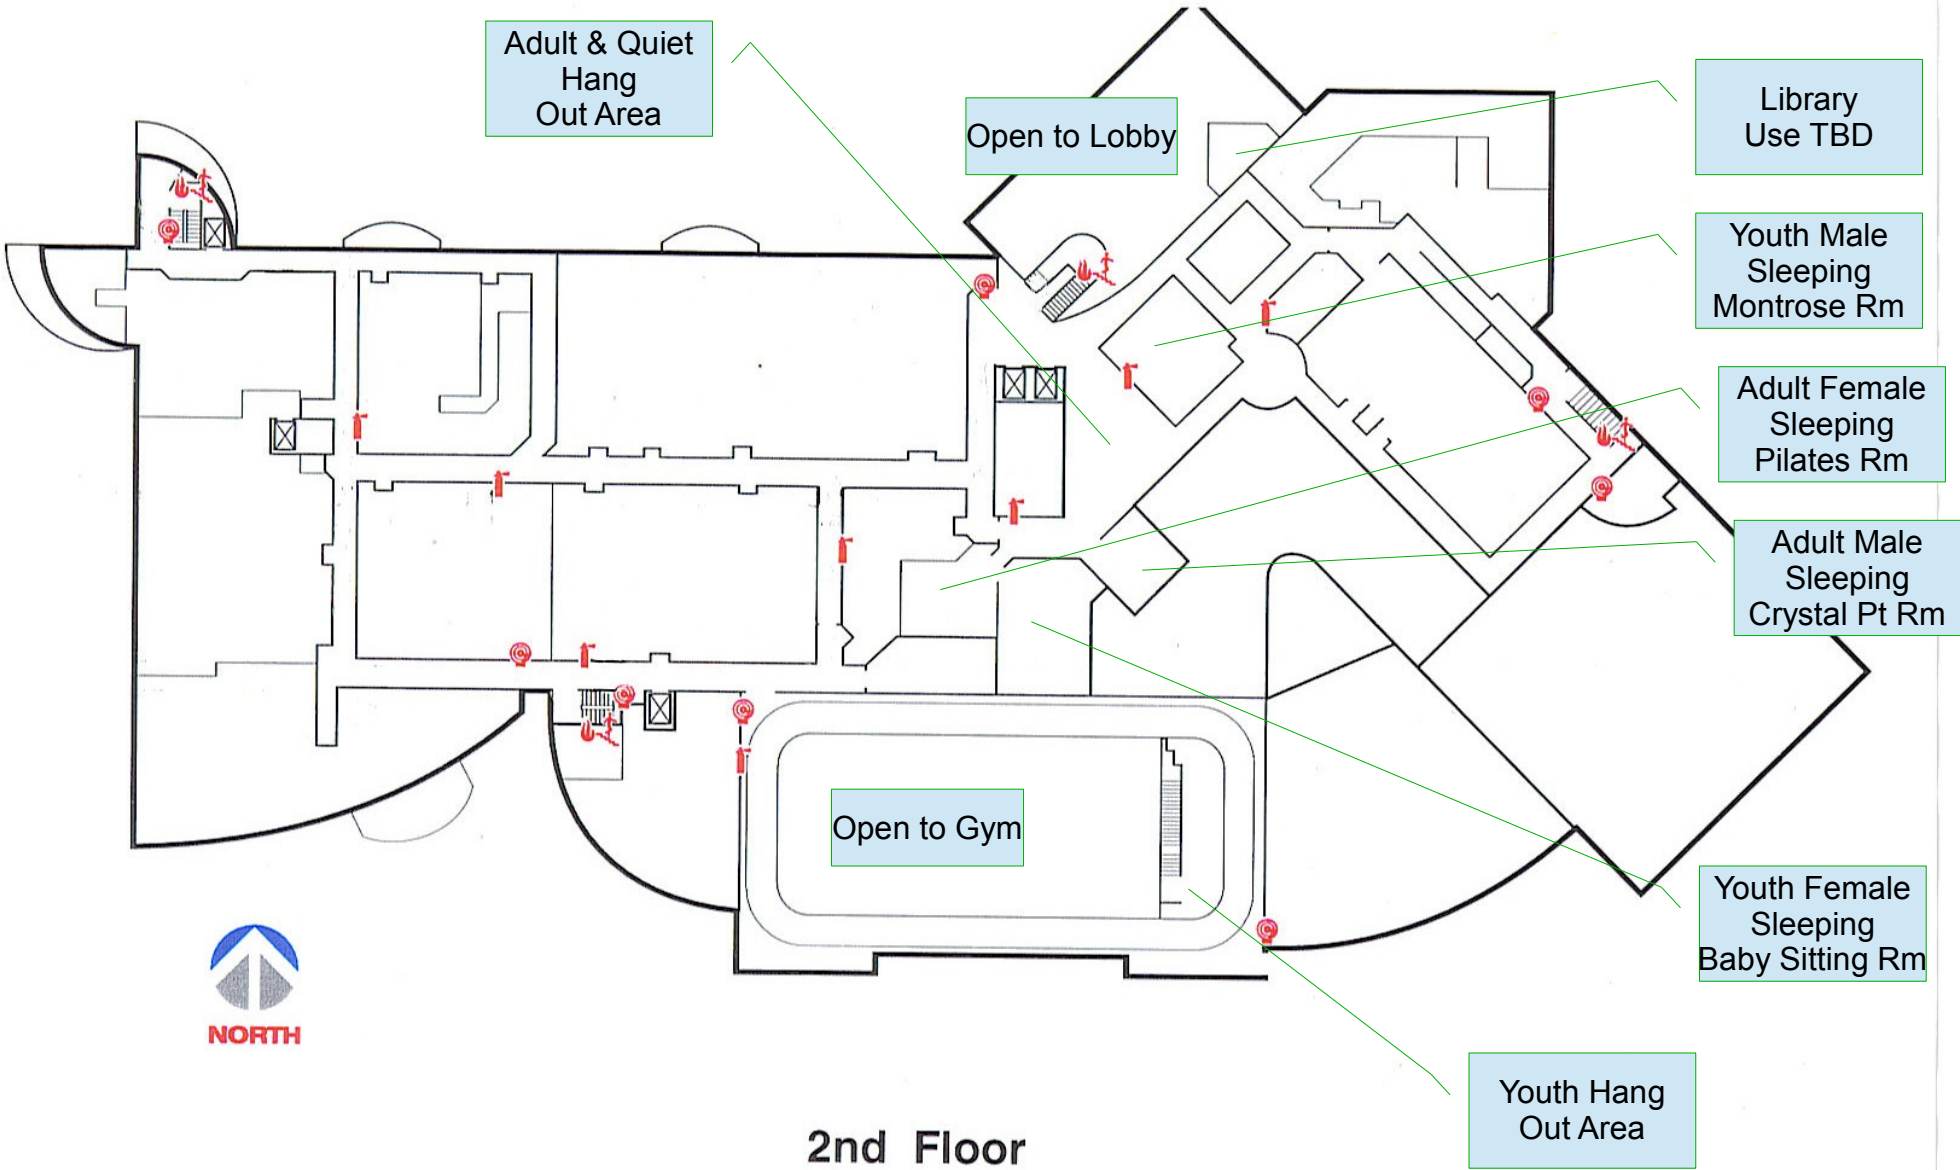 Adult & Quiet
Hang
Out Area
Open to Lobby
Library
Use TBD
Youth Male
Sleeping
Montrose Rm
Adult Female
Sleeping
Pilates Rm
Adult Male
Sleeping
Crystal Pt Rm
Open to Gym
Youth Female
Sleeping
Baby Sitting Rm
NORTH
Youth Hang
Out Area
2nd Floor